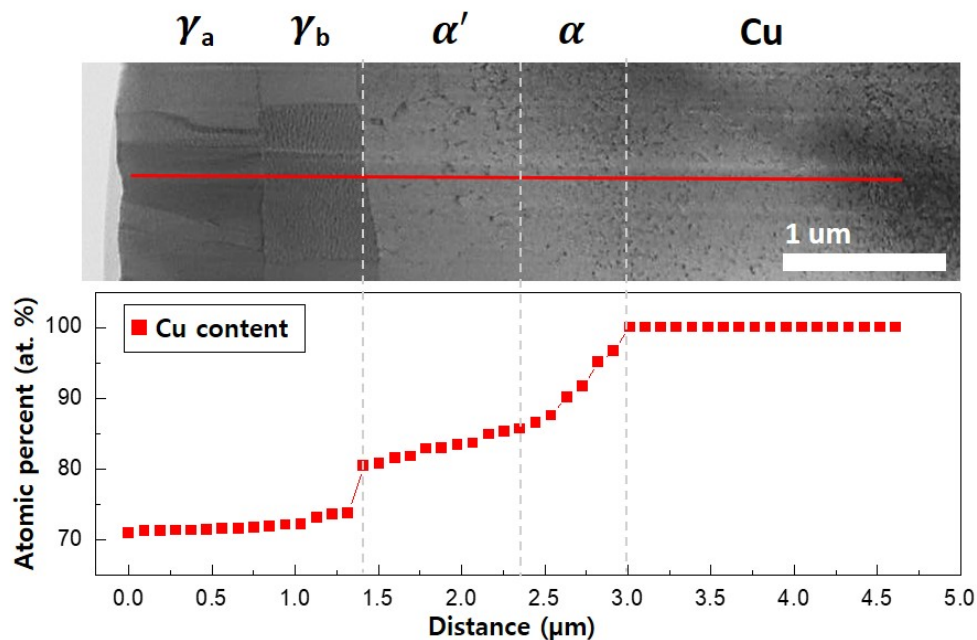 γa γb α′ α Cu
1 um
Cu content
100
90
80
70
Atomic percent (at. %)
0.0 0.5 1.0 1.5 2.0 2.5 3.0 3.5 4.0 4.5 5.0
Distance (μm)